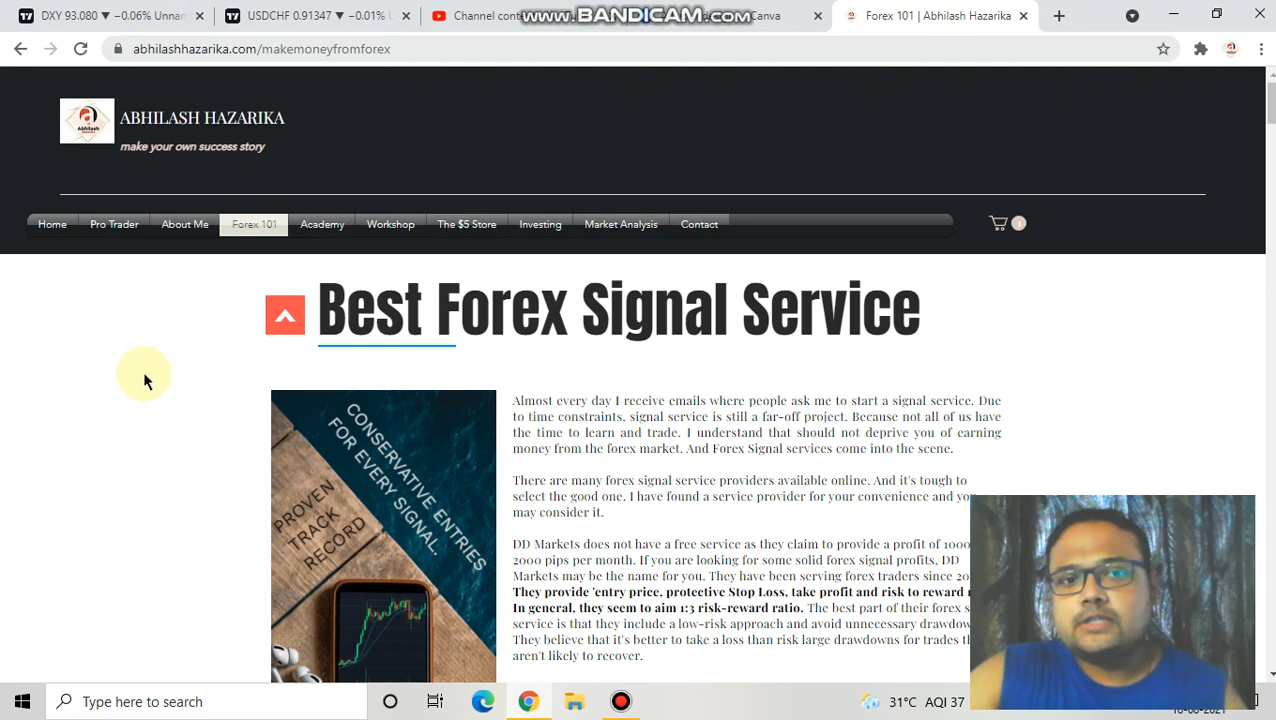 DXY 93.080 ▼ −0.06% Unnam
USDCHF 0.91347 ▼ −0.01% U
Channel cont
www.BANDICAM.com
Canva
Forex 101 | Abhilash Hazarika
abhilashazarika.com/makemoneyfromforex
ABHILASH HAZARIKA
make your own success story
Home Pro Trader About Me Forex 101 Academy Workshop The $5 Store Investing Market Analysis Contact
Best Forex Signal Service
CONSERVATIVE ENTRIES
FOR EVERY SIGNAL.
PROVEN
TRACK
RECORD
Almost every day I receive emails where people ask me to start a signal service. Due
to time constraints, signal service is still a far-off project. Because not all of us have
the time to learn and trade. I understand that should not deprive you of earning
money from the forex market. And Forex Signal services come into the scene.
There are many forex signal service providers available online. And it's tough to
select the good one. I have found a service provider for your convenience and you
may consider it.
DD Markets does not have a free service as they claim to provide a profit of 1000
2000 pips per month. If you are looking for some solid forex signal profits, DD
Markets may be the name for you. They have been serving forex traders since 20
They provide 'entry price, protective Stop Loss, take profit and risk to reward
In general, they seem to aim 1:3 risk-reward ratio. The best part of their forex s
service is that they include a low-risk approach and avoid unnecessary drawdow
They believe that it's better to take a loss than risk large drawdowns for trades th
aren't likely to recover.
Type here to search
31°C AQI 37